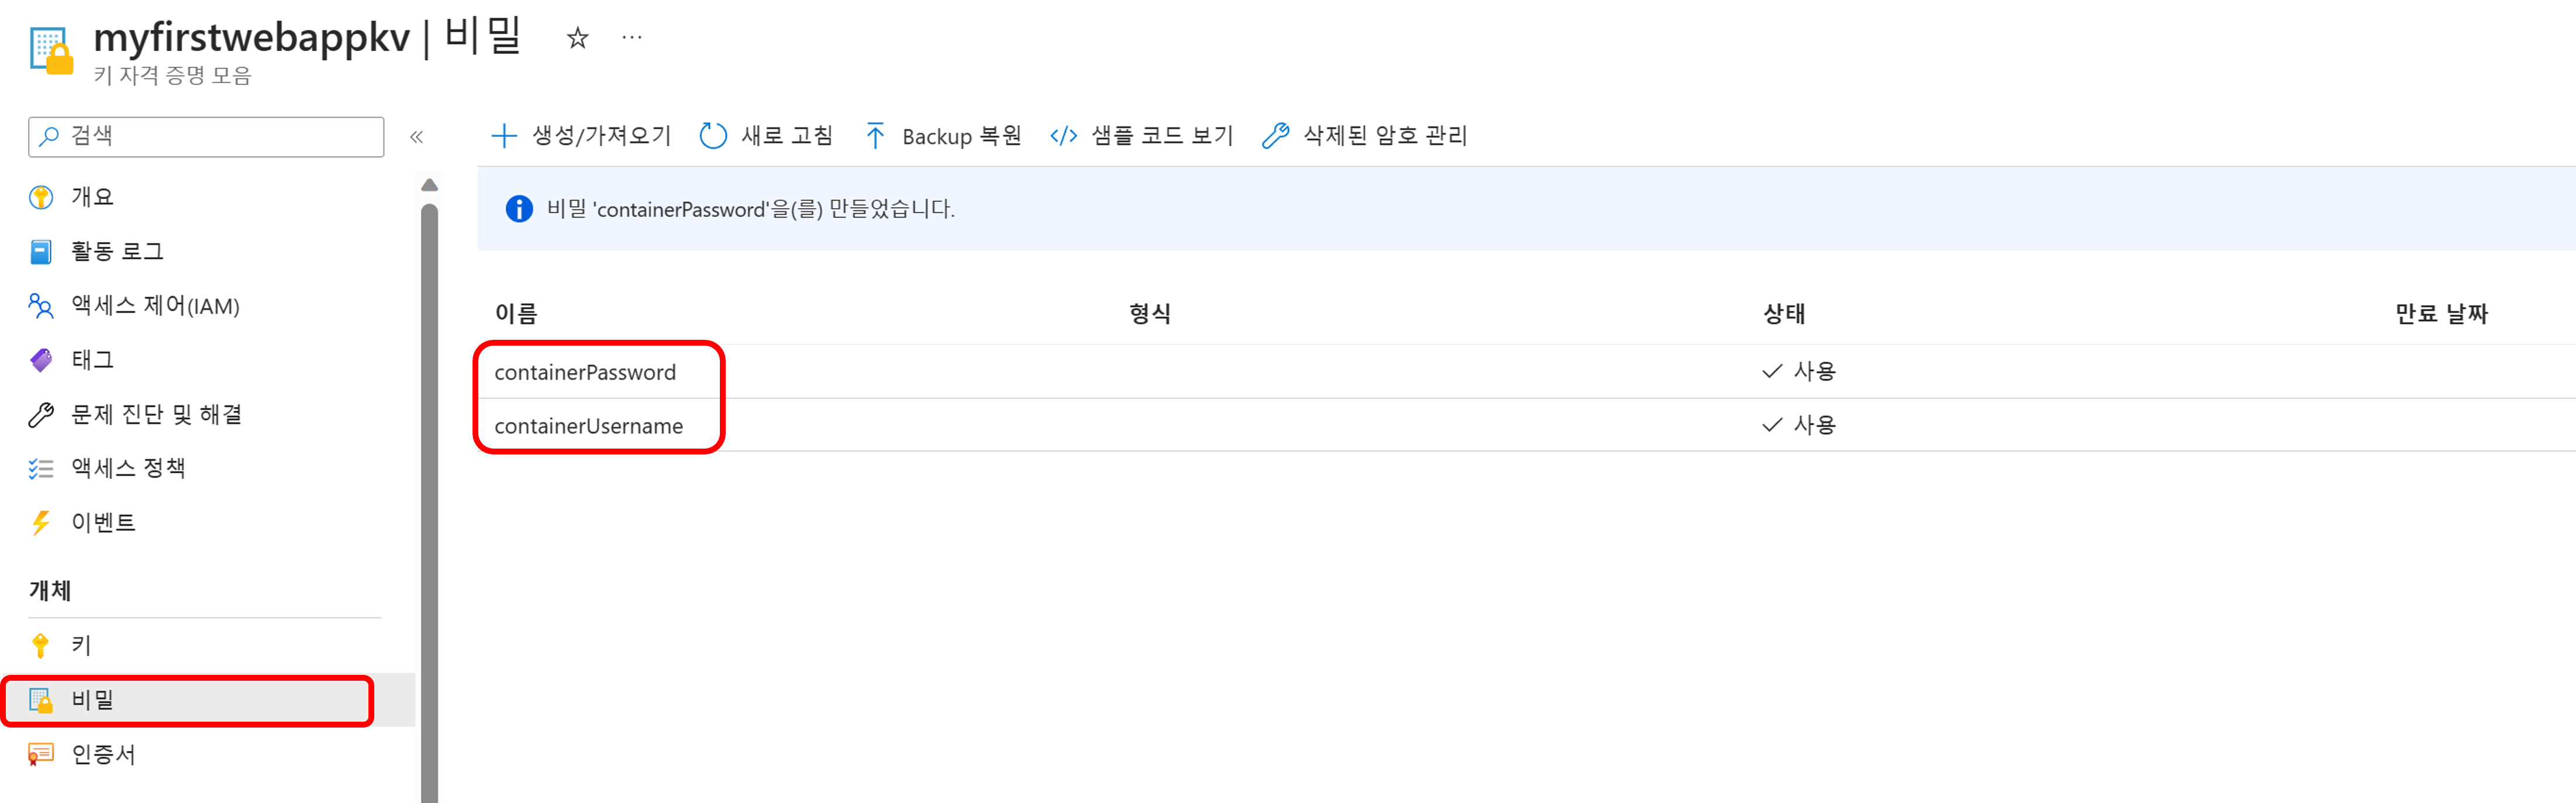 myfirstwebappkv | 비밀
키 자격 증명 모음
검색
개요
활동 로그
액세스 제어(IAM)
태그
문제 진단 및 해결
액세스 정책
이벤트
개체
키
비밀
인증서
생성/가져오기 새로 고침 Backup 복원 샘플 코드 보기 삭제된 암호 관리
비밀 'containerPassword'을(를) 만들었습니다.
이름 형식 상태 만료 날짜
containerPassword 사용
containerUsername 사용